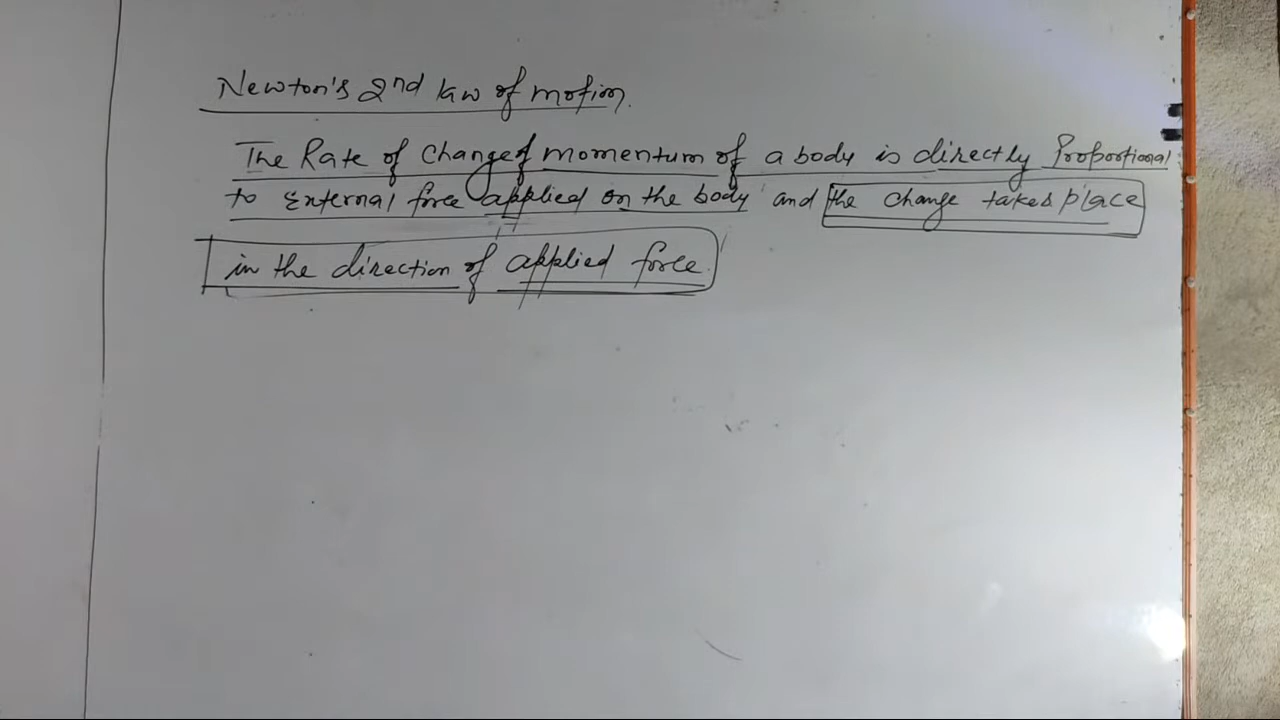 Newton's 2nd law of motion.
The Rate of change of momentum of a body is directly Proportional
to External force applied on the body and the change takes place
in the direction of applied force.